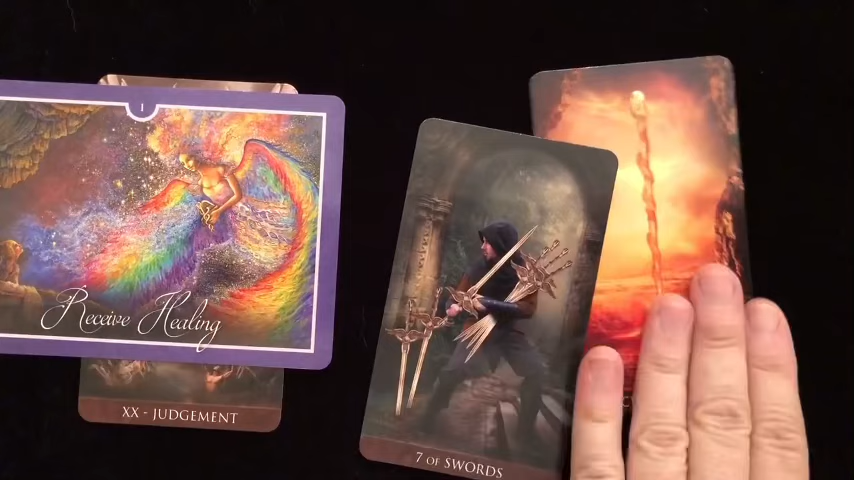 I
Receive Healing
XX - JUDGEMENT
7 OF SWORDS